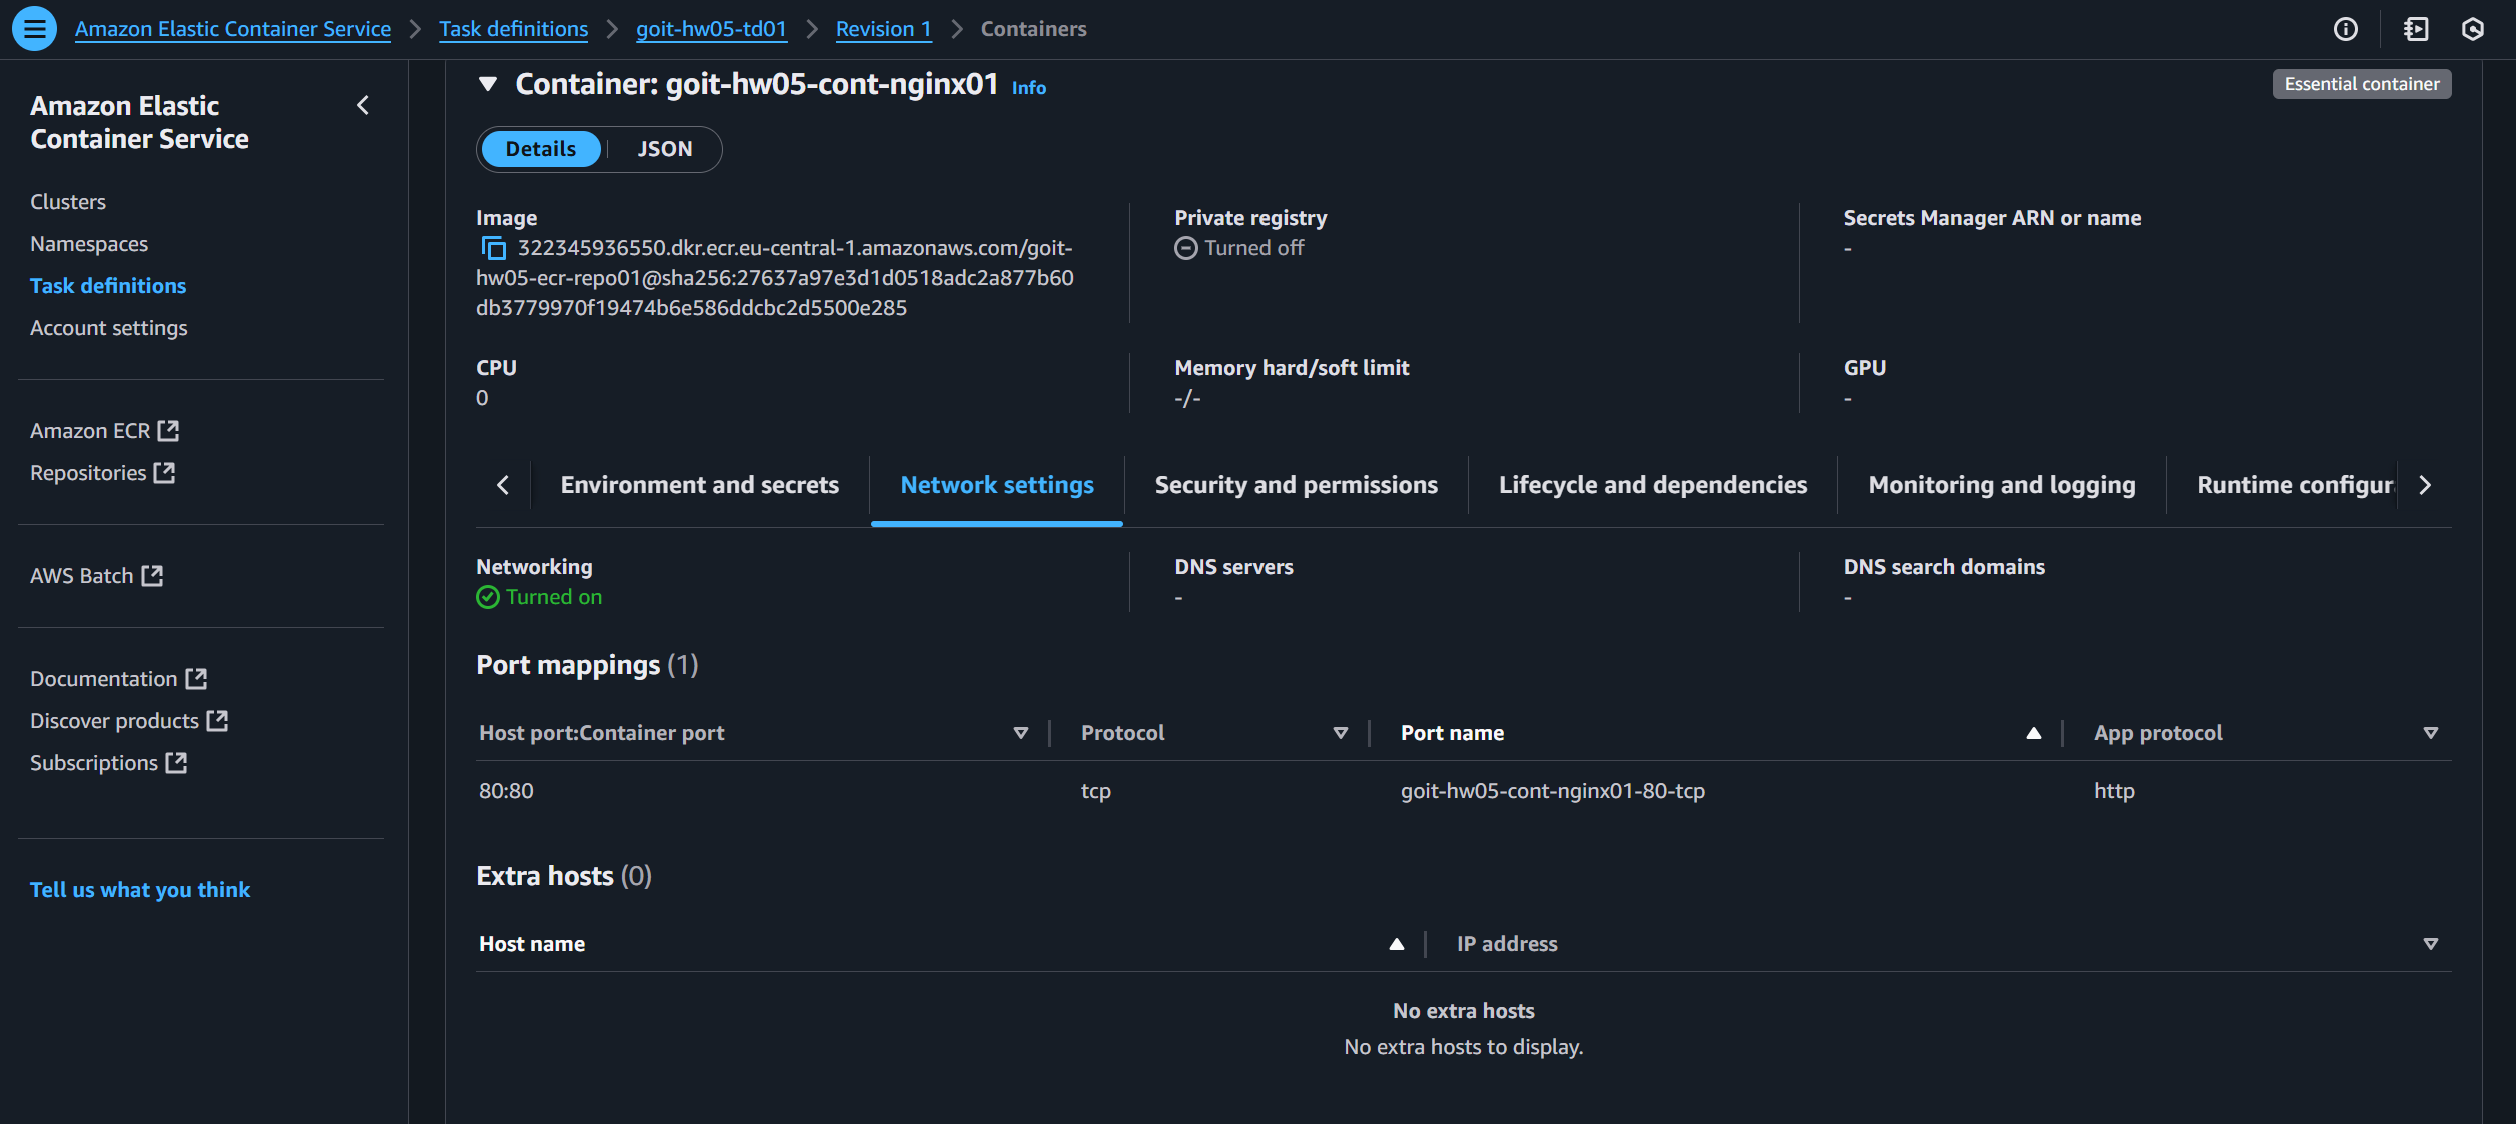 Amazon Elastic Container Service
Task definitions
goit-hw05-td01
Revision 1
Containers
Amazon Elastic
Container Service
Clusters
Namespaces
Task definitions
Account settings
Amazon ECR
Repositories
AWS Batch
Documentation
Discover products
Subscriptions
Tell us what you think
Container: goit-hw05-cont-nginx01 Info
Essential container
Details
JSON
Image
322345936550.dkr.ecr.eu-central-1.amazonaws.com/goit-
hw05-ecr-repo01@sha256:27637a97e3d1d0518adc2a877b60
db3779970f19474b6e586ddcbc2d5500e285
Private registry
Turned off
Secrets Manager ARN or name
-
CPU
0
Memory hard/soft limit
-/-
GPU
-
Environment and secrets
Network settings
Security and permissions
Lifecycle and dependencies
Monitoring and logging
Runtime configur
Networking
Turned on
DNS servers
-
DNS search domains
-
Port mappings (1)
Host port:Container port
Protocol
Port name
App protocol
80:80
tcp
goit-hw05-cont-nginx01-80-tcp
http
Extra hosts (0)
Host name
IP address
No extra hosts
No extra hosts to display.